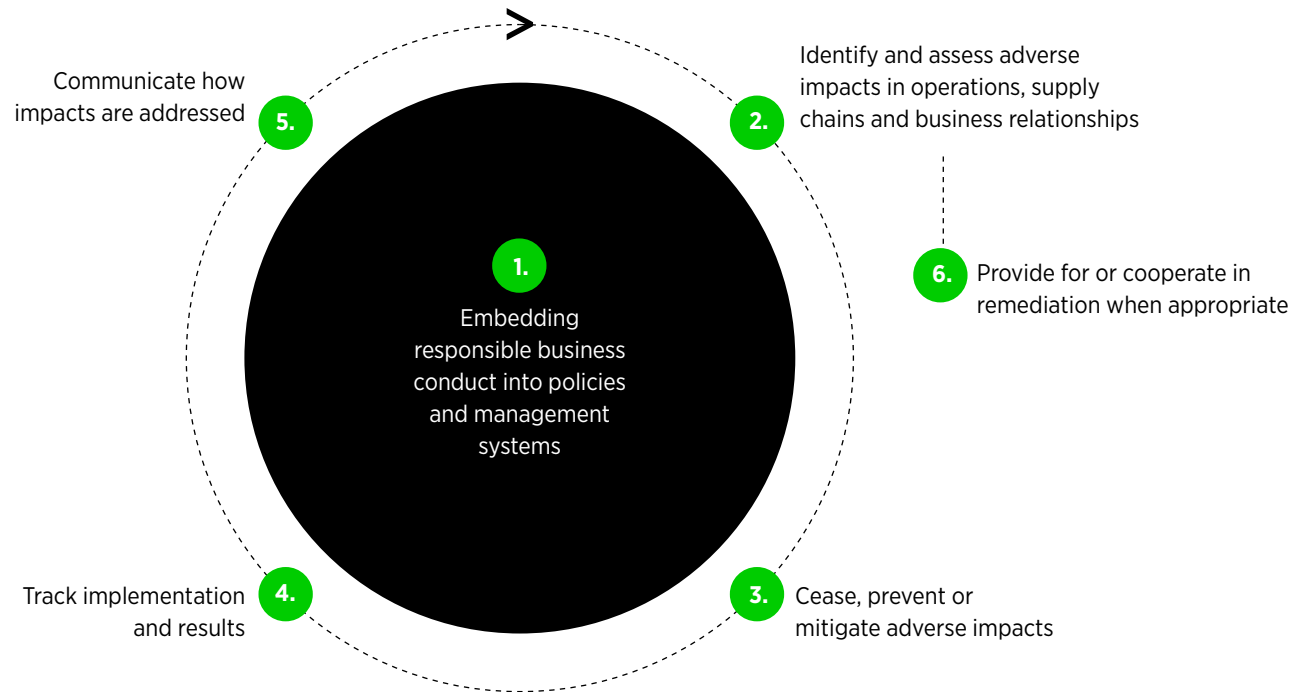 1.
Embedding
responsible business
conduct into policies
and management
systems
2.
Identify and assess adverse
impacts in operations, supply
chains and business relationships
3.
Cease, prevent or
mitigate adverse impacts
4.
Track implementation
and results
5.
Communicate how
impacts are addressed
6.
Provide for or cooperate in
remediation when appropriate